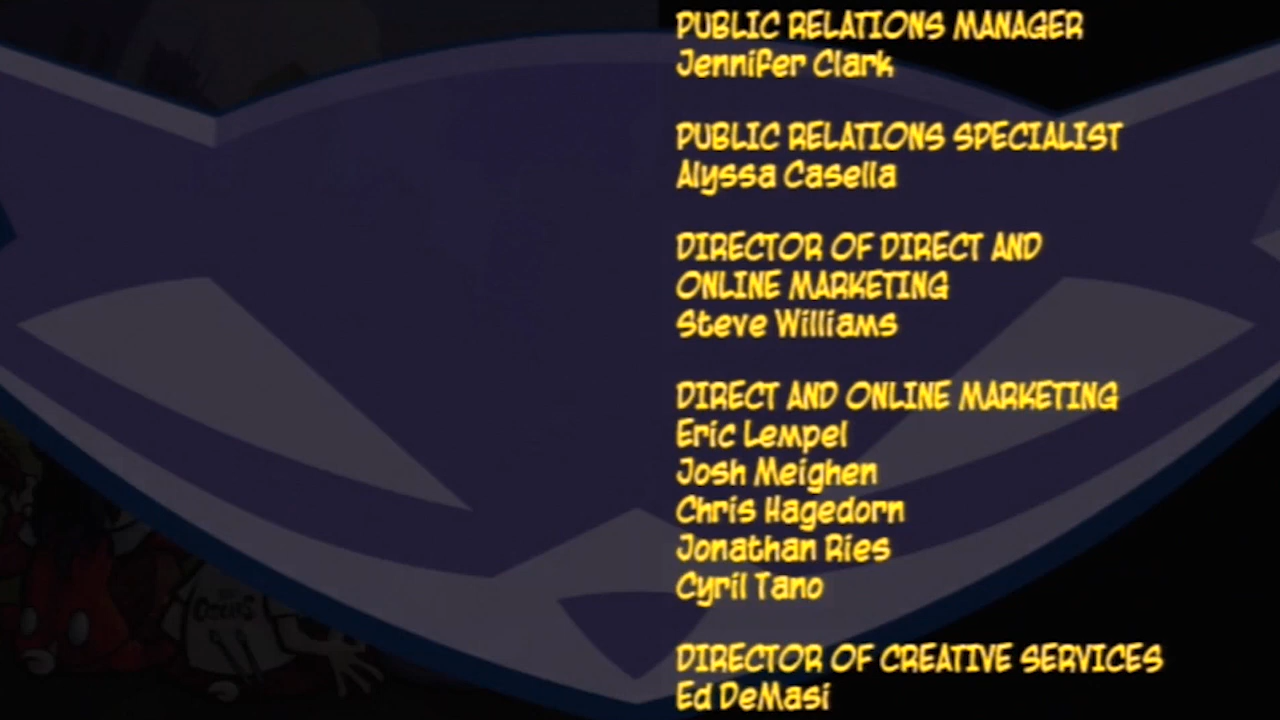 PUBLIC RELATIONS MANAGER
Jennifer Clark
PUBLIC RELATIONS SPECIALIST
Alyssa Casella
DIRECTOR OF DIRECT AND
ONLINE MARKETING
Steve Williams
DIRECT AND ONLINE MARKETING
Eric Lempel
Josh Meighen
Chris Hagedorn
Jonathan Ries
Cyril Tano
DIRECTOR OF CREATIVE SERVICES
Ed DeMasi